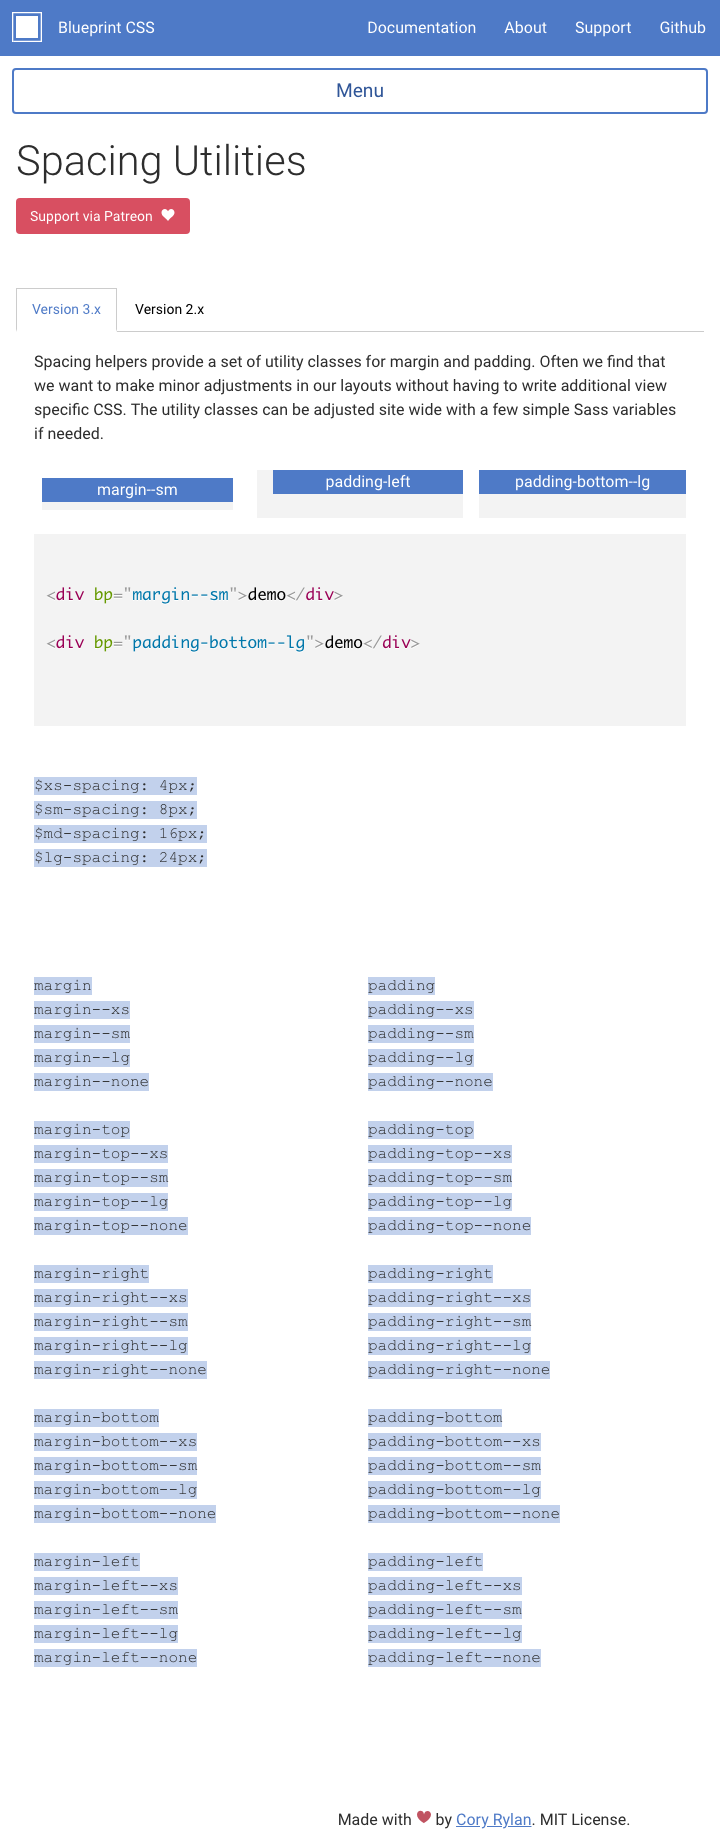 Blueprint CSS
Documentation About Support Github
Menu
Spacing Utilities
Support via Patreon
Version 3.x Version 2.x
Spacing helpers provide a set of utility classes for margin and padding. Often we find that
we want to make minor adjustments in our layouts without having to write additional view
specific CSS. The utility classes can be adjusted site wide with a few simple Sass variables
if needed.
margin--sm padding-left padding-bottom--lg
<div bp="margin--sm">demo</div>
<div bp="padding-bottom--lg">demo</div>
$xs-spacing: 4px;
$sm-spacing: 8px;
$md-spacing: 16px;
$lg-spacing: 24px;
margin
margin--xs
margin--sm
margin--lg
margin--none
margin-top
margin-top--xs
margin-top--sm
margin-top--lg
margin-top--none
margin-right
margin-right--xs
margin-right--sm
margin-right--lg
margin-right--none
margin-bottom
margin-bottom--xs
margin-bottom--sm
margin-bottom--lg
margin-bottom--none
margin-left
margin-left--xs
margin-left--sm
margin-left--lg
margin-left--none
padding
padding--xs
padding--sm
padding--lg
padding--none
padding-top
padding-top--xs
padding-top--sm
padding-top--lg
padding-top--none
padding-right
padding-right--xs
padding-right--sm
padding-right--lg
padding-right--none
padding-bottom
padding-bottom--xs
padding-bottom--sm
padding-bottom--lg
padding-bottom--none
padding-left
padding-left--xs
padding-left--sm
padding-left--lg
padding-left--none
Made with ♥ by Cory Rylan. MIT License.